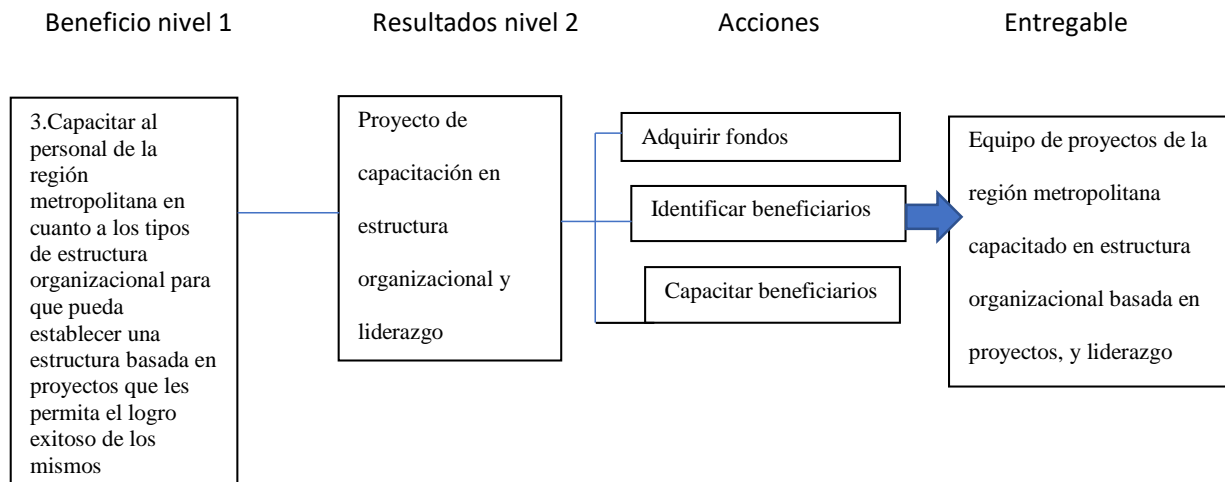 Beneficio nivel 1
Resultados nivel 2
Acciones
Entregable
3.Capacitar al
personal de la
región
metropolitana en
cuanto a los tipos
de estructura
organizacional para
que pueda
establecer una
estructura basada en
proyectos que les
permita el logro
exitoso de los
mismos
Proyecto de
capacitación en
estructura
organizacional y
liderazgo
Adquirir fondos
Identificar beneficiarios
Capacitar beneficiarios
Equipo de proyectos de la
región metropolitana
capacitado en estructura
organizacional basada en
proyectos, y liderazgo